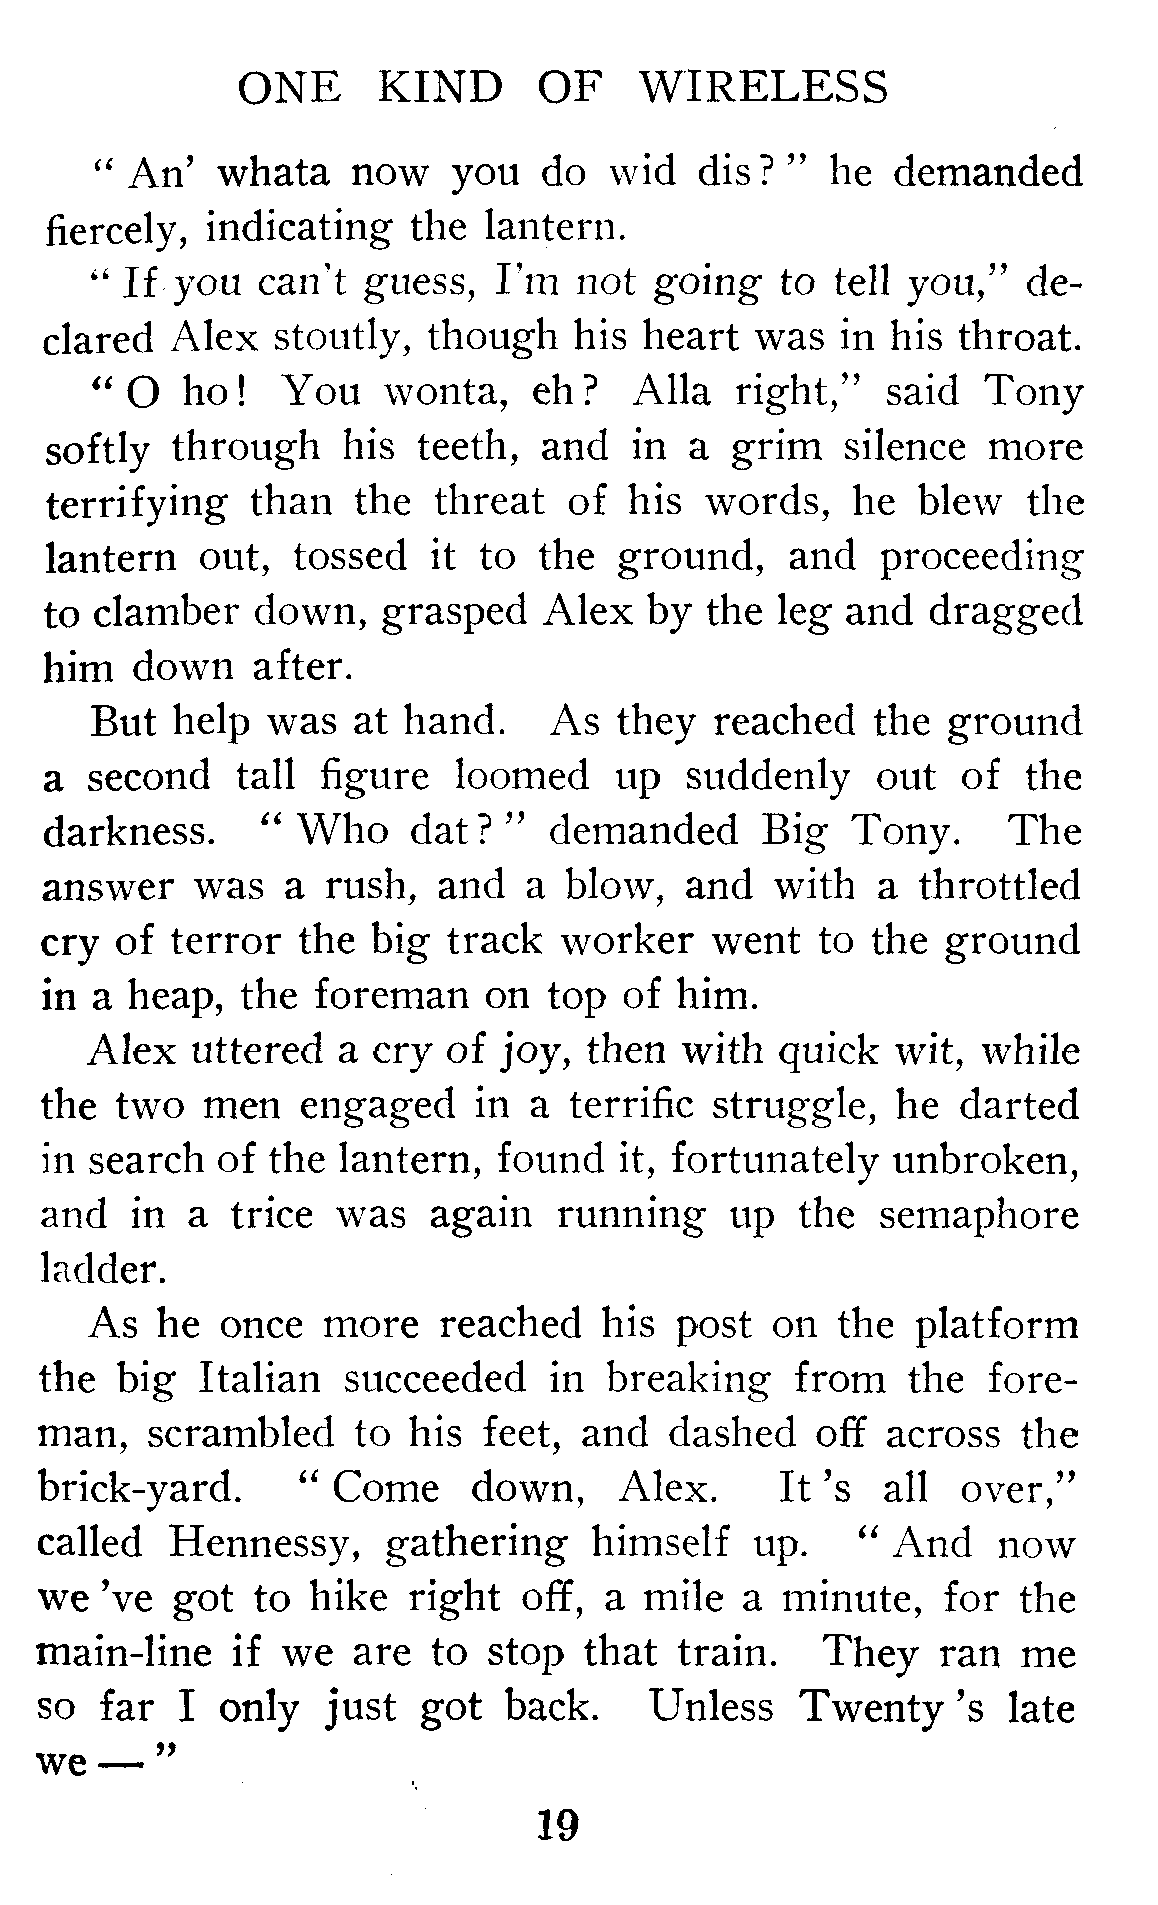 ONE KIND OF WIRELESS
“ An’ whata now you do wid dis? ” he demanded
fiercely, indicating the lantern.
“ If you can't guess, I'm not going to tell you,” de-
clared Alex stoutly, though his heart was in his throat.
“ O ho! You wonta, eh? Alla right,” said Tony
softly through his teeth, and in a grim silence more
terrifying than the threat of his words, he blew the
lantern out, tossed it to the ground, and proceeding
to clamber down, grasped Alex by the leg and dragged
him down after.
But help was at hand. As they reached the ground
a second tall figure loomed up suddenly out of the
darkness. “ Who dat? ” demanded Big Tony. The
answer was a rush, and a blow, and with a throttled
cry of terror the big track worker went to the ground
in a heap, the foreman on top of him.
Alex uttered a cry of joy, then with quick wit, while
the two men engaged in a terrific struggle, he darted
in search of the lantern, found it, fortunately unbroken,
and in a trice was again running up the semaphore
ladder.
As he once more reached his post on the platform
the big Italian succeeded in breaking from the fore-
man, scrambled to his feet, and dashed off across the
brick-yard. “ Come down, Alex. It 's all over,”
called Hennessy, gathering himself up. “ And now
we 've got to hike right off, a mile a minute, for the
main-line if we are to stop that train. They ran me
so far I only just got back. Unless Twenty 's late
we — ”
19